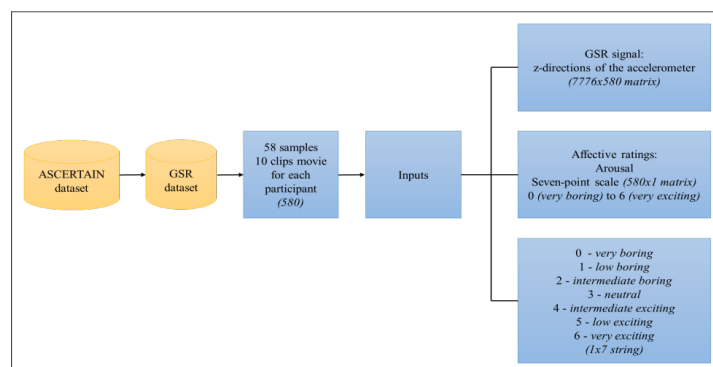 ASCERTAIN
dataset
GSR
dataset
58 samples
10 clips movie
for each
participant
(580)
Inputs
GSR signal:
z-directions of the accelerometer
(7776x580 matrix)
Affective ratings:
Arousal
Seven-point scale (580x1 matrix)
0 (very boring) to 6 (very exciting)
0 - very boring
1 - low boring
2 - intermediate boring
3 - neutral
4 - intermediate exciting
5 - low exciting
6 - very exciting
(1x7 string)